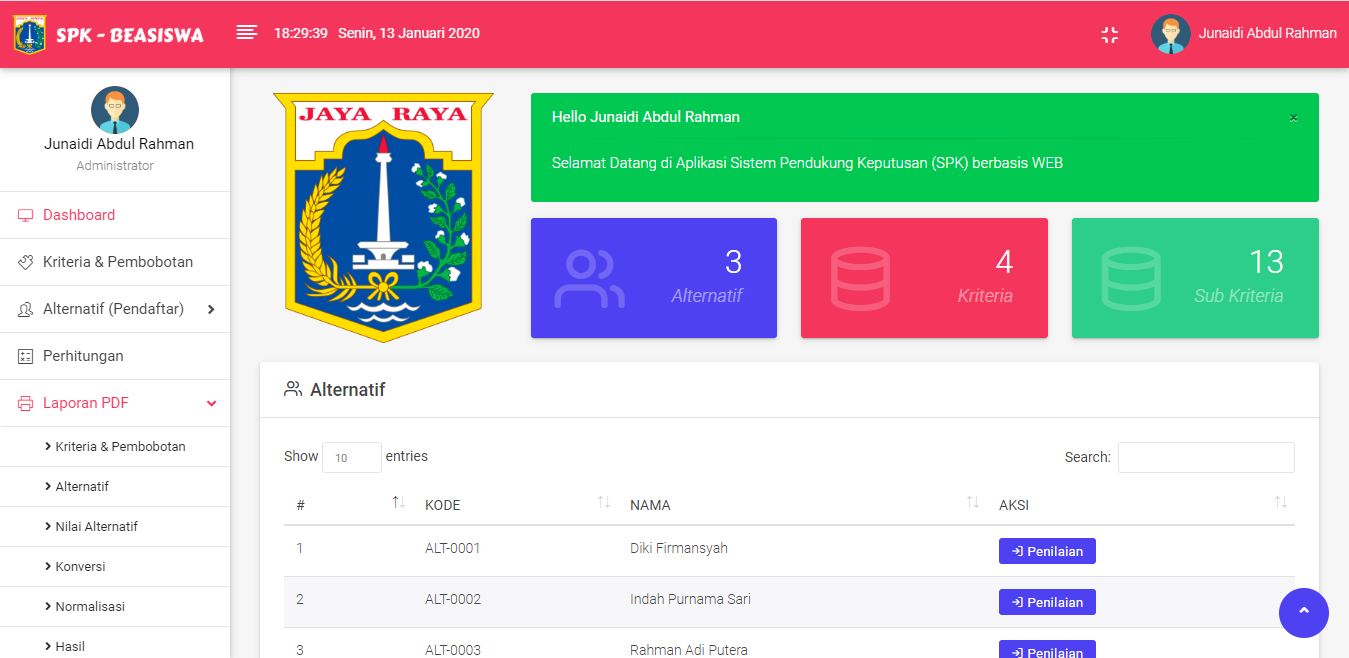 SPK - BEASISWA
18:29:39 Senin, 13 Januari 2020
Junaidi Abdul Rahman
Junaidi Abdul Rahman
Administrator
Dashboard
Kriteria & Pembobotan
Alternatif (Pendaftar)
Perhitungan
Laporan PDF
Kriteria & Pembobotan
Alternatif
Nilai Alternatif
Konversi
Normalisasi
Hasil
JAYA RAYA
Hello Junaidi Abdul Rahman
×
Selamat Datang di Aplikasi Sistem Pendukung Keputusan (SPK) berbasis WEB
3
Alternatif
4
Kriteria
13
Sub Kriteria
Alternatif
Show 10 entries
Search:
# KODE NAMA AKSI
1 ALT-0001 Diki Firmansyah Penilaian
2 ALT-0002 Indah Purnama Sari Penilaian
3 ALT-0003 Rahman Adi Putera Penilaian